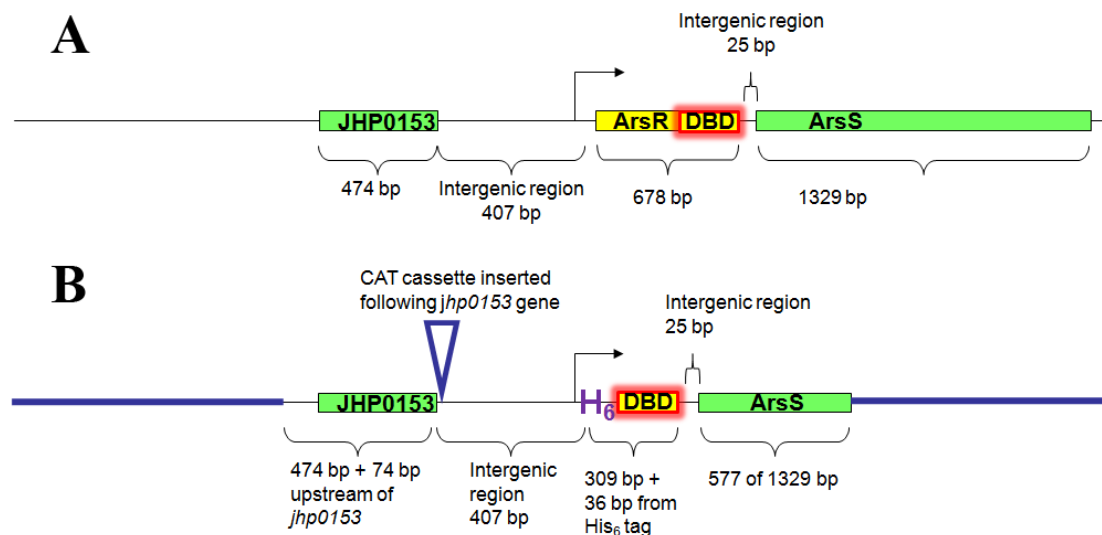 A
Intergenic region
25 bp
JHP0153
ArsR
DBD
ArsS
474 bp
Intergenic region
407 bp
678 bp
1329 bp
B
CAT cassette inserted
following jhp0153 gene
Intergenic region
25 bp
JHP0153
H6
DBD
ArsS
474 bp + 74 bp
upstream of
jhp0153
Intergenic
region
407 bp
309 bp +
36 bp from
His6 tag
577 of 1329 bp